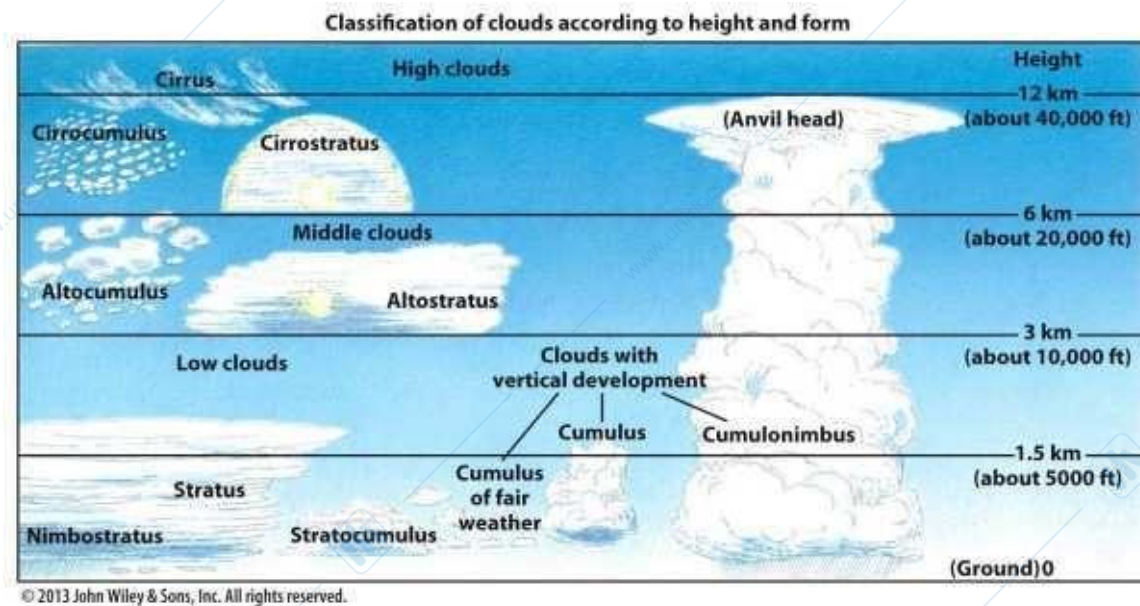 Classification of clouds according to height and form
High clouds
Height
Cirrus
12 km
(about 40,000 ft)
(Anvil head)
Cirrocumulus
Cirrostratus
6 km
(about 20,000 ft)
Middle clouds
Altocumulus
Altostratus
3 km
(about 10,000 ft)
Low clouds
Clouds with
vertical development
Cumulus
Cumulonimbus
1.5 km
(about 5000 ft)
Cumulus
of fair
weather
Stratus
Nimbostratus
Stratocumulus
(Ground) 0
© 2013 John Wiley & Sons, Inc. All rights reserved.